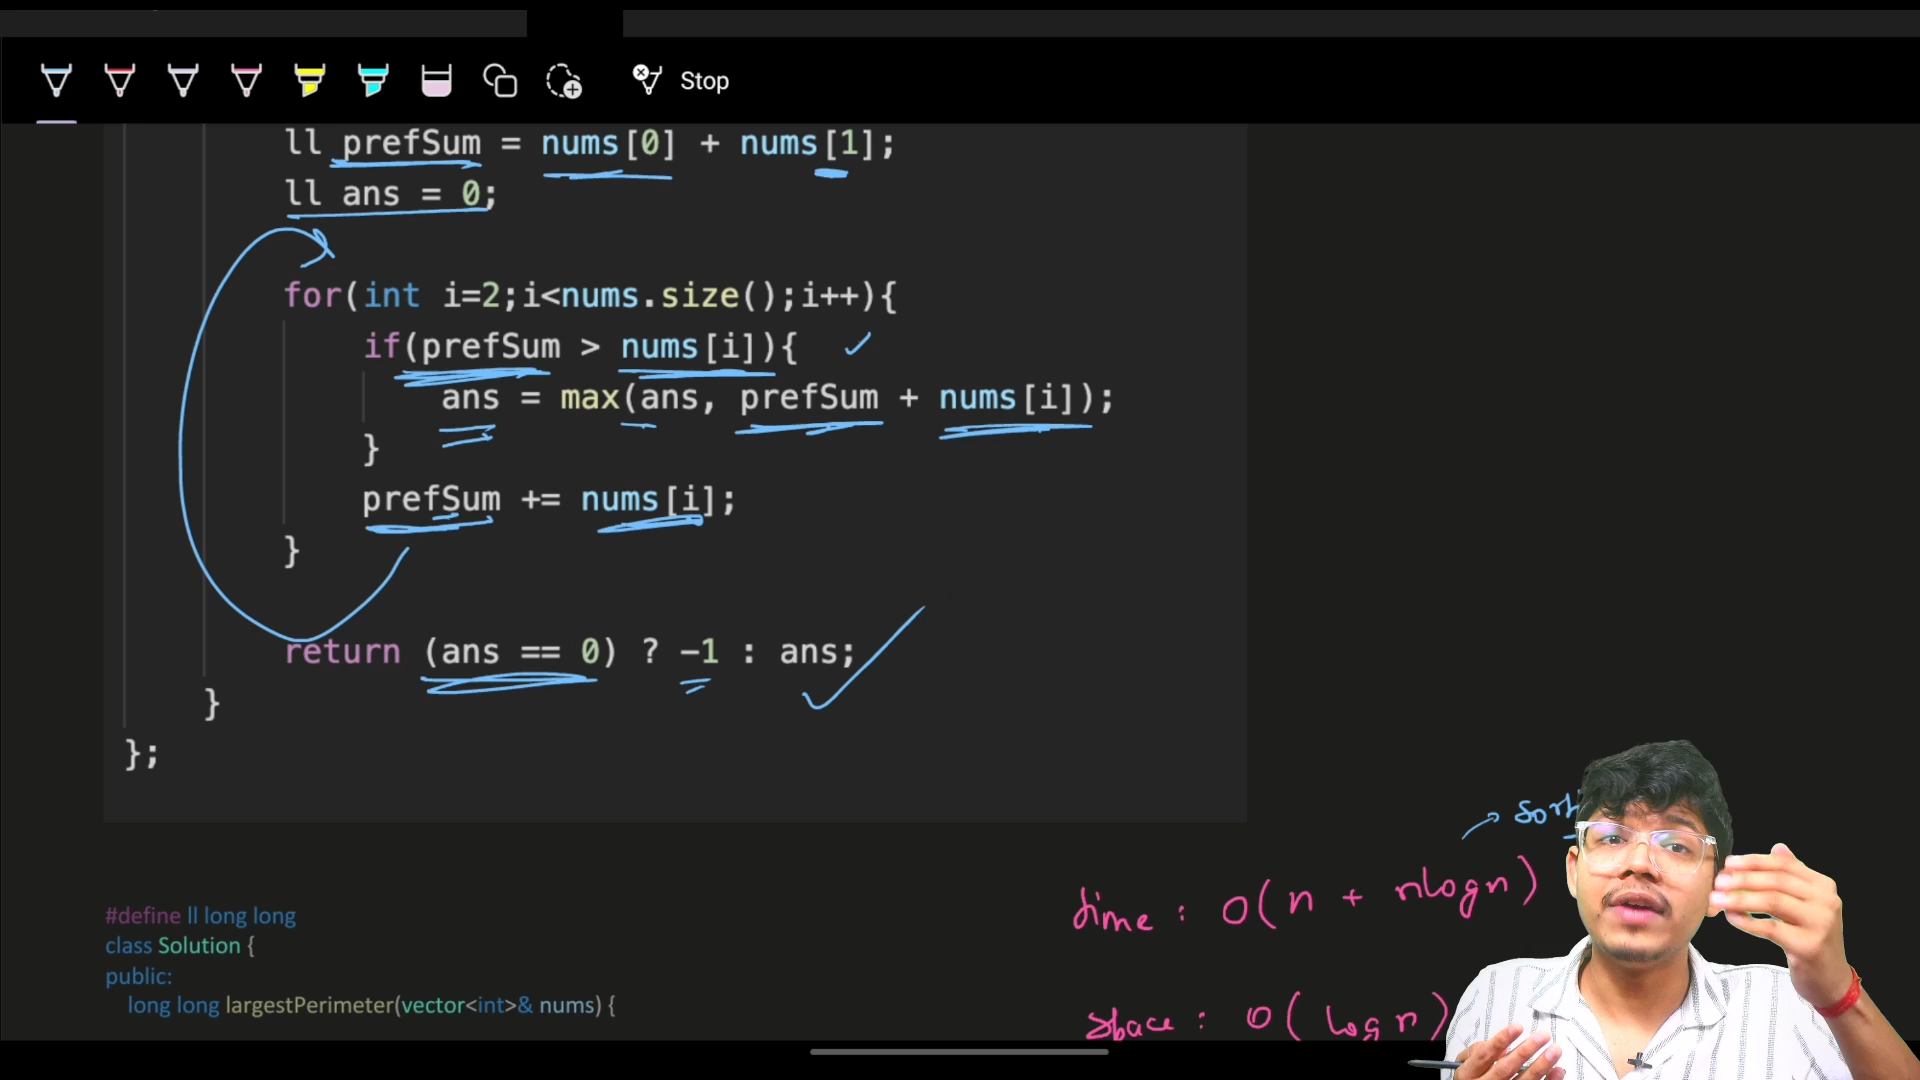 Stop
ll prefSum = nums[0] + nums[1];
ll ans = 0;
for(int i=2;i<nums.size();i++){
if(prefSum > nums[i]){
ans = max(ans, prefSum + nums[i]);
}
prefSum += nums[i];
}
return (ans == 0) ? -1 : ans;
}
};
time : O(n + nlogn)
#define ll long long
class Solution {
public:
long long largestPerimeter(vector<int>& nums) {
space : O( log n )